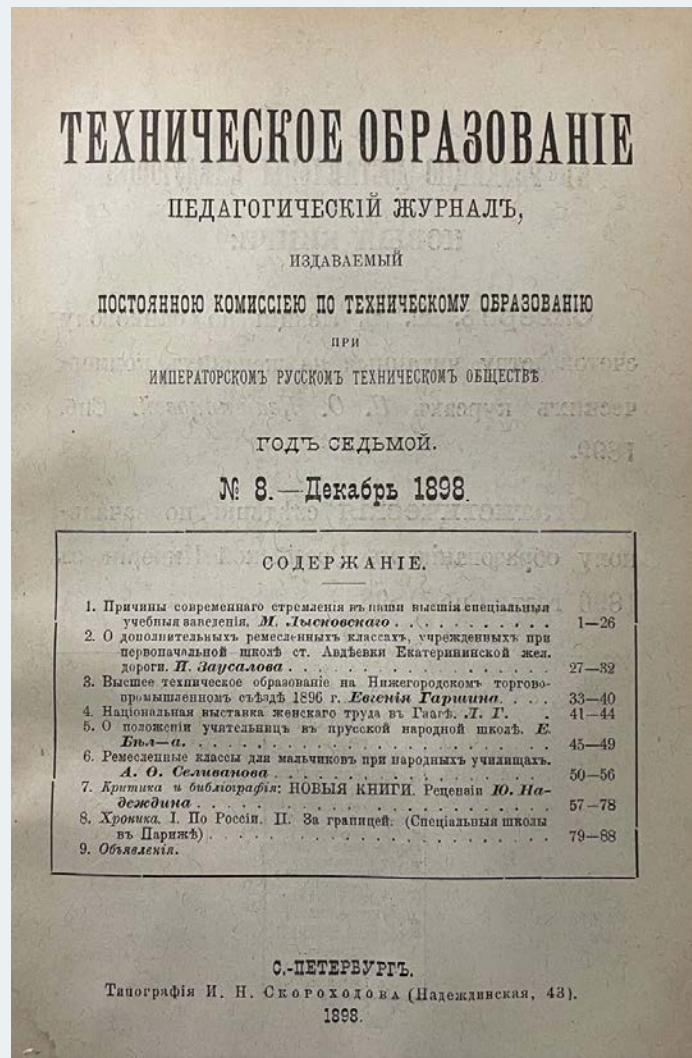 ТЕХНИЧЕСКОЕ ОБРАЗОВАНІЕ
ПЕДАГОГИЧЕСКІЙ ЖУРНАЛЪ,
ИЗДАВАЕМЫЙ
ПОСТОЯННОЮ КОМИССІЕЮ ПО ТЕХНИЧЕСКОМУ ОБРАЗОВАНІЮ
ПРИ
ИМПЕРАТОРСКОМЪ РУССКОМЪ ТЕХНИЧЕСКОМЪ ОБЩЕСТВѢ
ГОДЪ СЕДЬМОЙ.
№ 8.—Декабрь 1898.
СОДЕРЖАНІЕ.
1. Причины современнаго стремленія въ наши высшія спеціальныя
учебныя заведенія. М. Лысковскаго . . . . . . . . . 1—26
2. О дополнительныхъ ремесленныхъ классахъ, учрежденныхъ при
первоначальной школѣ ст. Авдѣевки Екатерининской жел.
дороги. И. Заусалова . . . . . . . . . . . . . . . 27—32
3. Высшее техническое образованіе на Нижегородскомъ торгово-
промышленномъ съѣздѣ 1896 г. Евгенія Гаршина. . . . 33—40
4. Національная выставка женскаго труда въ Гаагѣ. Л. Г. . 41—44
5. О положеніи учительницъ въ прусской народной школѣ. Е.
Бѣл—а. . . . . . . . . . . . . . . . . . . . . . 45—49
6. Ремесленные классы для мальчиковъ при народныхъ училищахъ.
А. О. Селиванова . . . . . . . . . . . . . . . . 50—56
7. Критика и библіографія: НОВЫЯ КНИГИ. Рецензіи Ю. На-
деждина . . . . . . . . . . . . . . . . . . . . . 57—78
8. Хроника. I. По Россіи. II. За границей. (Спеціальныя школы
въ Парижѣ) . . . . . . . . . . . . . . . . . . . . 79—88
9. Объявленія.
С.-ПЕТЕРБУРГЪ.
Типографія И. Н. Скороходова (Надеждинская, 43).
1898.